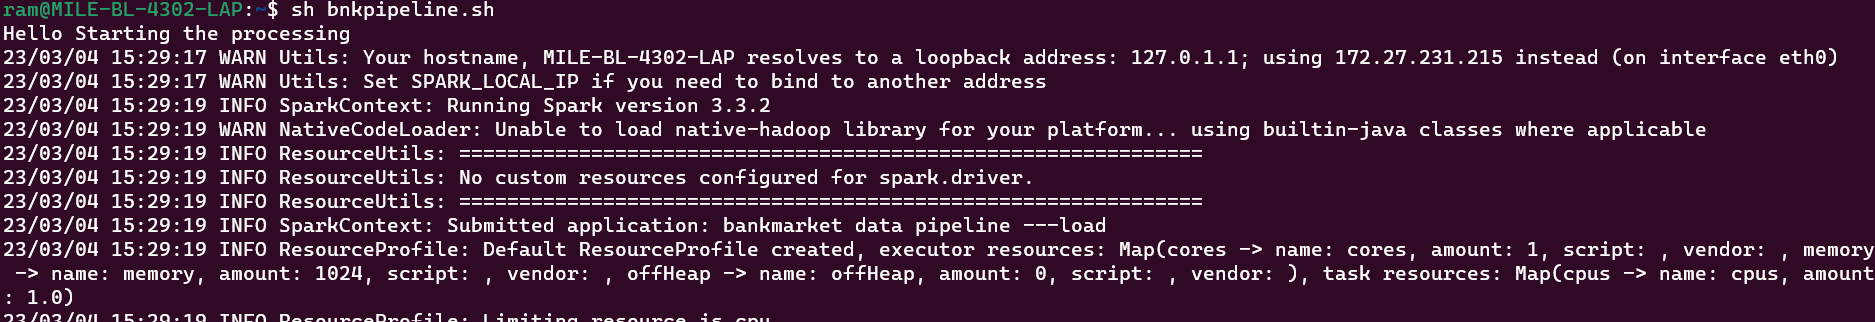 ram@MILE-BL-4302-LAP:~$ sh bnkpipeline.sh
Hello Starting the processing
23/03/04 15:29:17 WARN Utils: Your hostname, MILE-BL-4302-LAP resolves to a loopback address: 127.0.1.1; using 172.27.231.215 instead (on interface eth0)
23/03/04 15:29:17 WARN Utils: Set SPARK_LOCAL_IP if you need to bind to another address
23/03/04 15:29:19 INFO SparkContext: Running Spark version 3.3.2
23/03/04 15:29:19 WARN NativeCodeLoader: Unable to load native-hadoop library for your platform... using builtin-java classes where applicable
23/03/04 15:29:19 INFO ResourceUtils: ==============================================================
23/03/04 15:29:19 INFO ResourceUtils: No custom resources configured for spark.driver.
23/03/04 15:29:19 INFO ResourceUtils: ==============================================================
23/03/04 15:29:19 INFO SparkContext: Submitted application: bankmarket data pipeline ---load
23/03/04 15:29:19 INFO ResourceProfile: Default ResourceProfile created, executor resources: Map(cores -> name: cores, amount: 1, script: , vendor: , memory
 -> name: memory, amount: 1024, script: , vendor: , offHeap -> name: offHeap, amount: 0, script: , vendor: ), task resources: Map(cpus -> name: cpus, amount
: 1.0)
23/03/04 15:29:19 INFO ResourceProfile: Limiting resource is cpu